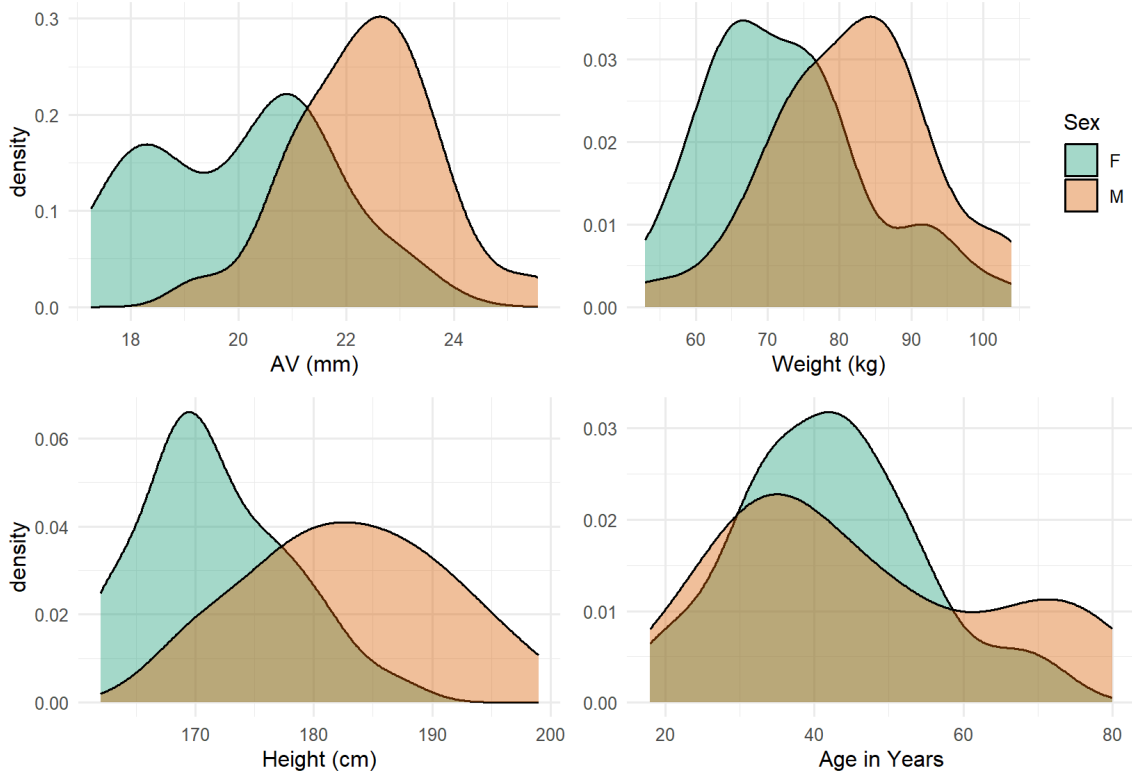 density
0.3
0.2
0.1
0.0
18 20 22 24
AV (mm)
0.03
0.02
0.01
0.00
60 70 80 90 100
Weight (kg)
Sex
F
M
density
0.06
0.04
0.02
0.00
170 180 190 200
Height (cm)
0.03
0.02
0.01
0.00
20 40 60 80
Age in Years